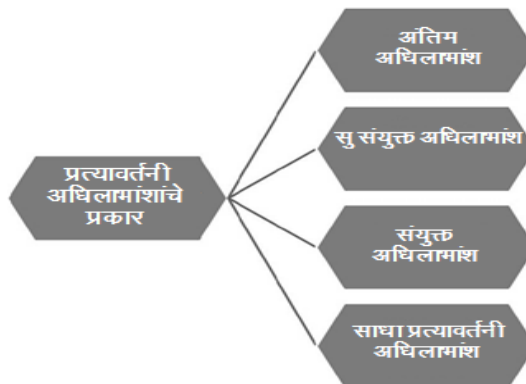 अंतिम
अधिलाभांश
सु संयुक्त अधिलाभांश
प्रत्यावर्तनी
अधिलाभांशांचे
प्रकार
संयुक्त
अधिलाभांश
साधा प्रत्यावर्तनी
अधिलाभांश